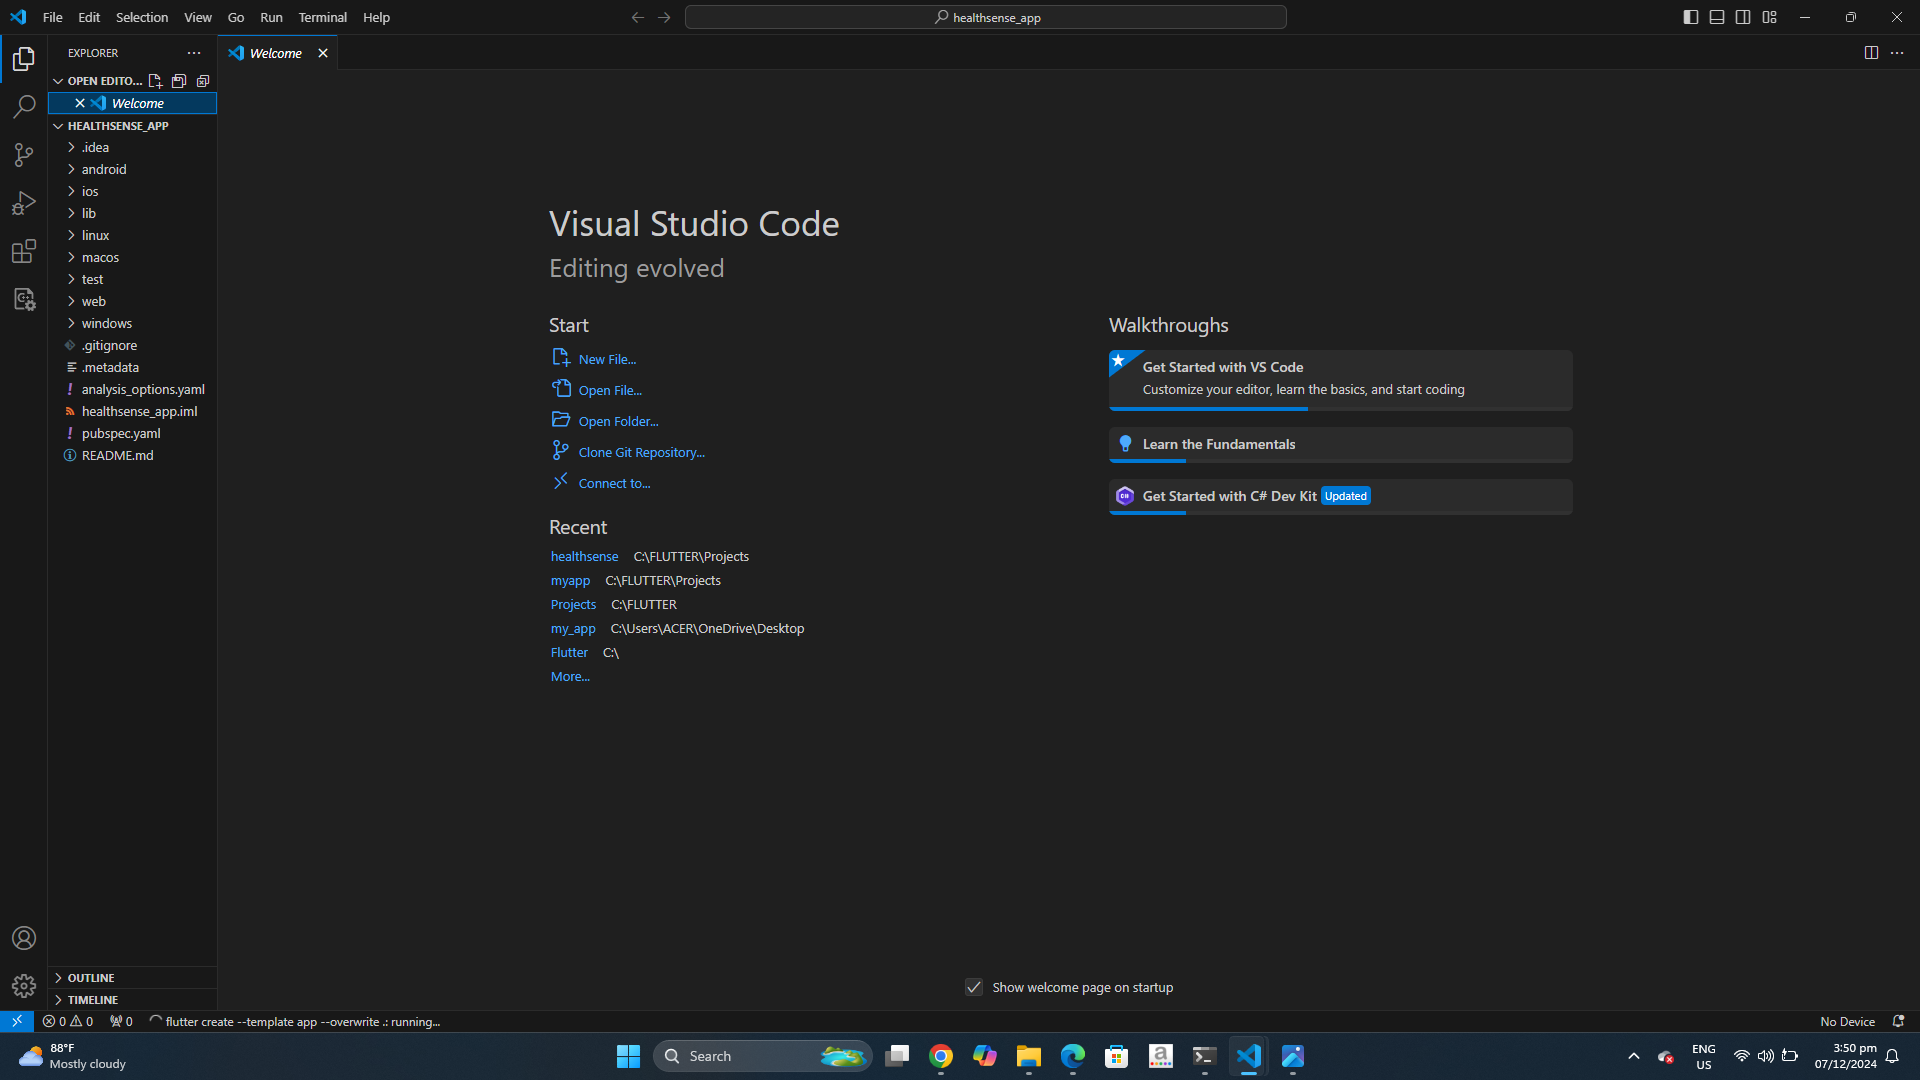 File Edit Selection View Go Run Terminal Help
healthsense_app
EXPLORER
Welcome
OPEN EDITO...
Welcome
HEALTHSENSE_APP
.idea
android
ios
lib
linux
macos
test
web
windows
.gitignore
.metadata
analysis_options.yaml
healthsense_app.iml
pubspec.yaml
README.md
OUTLINE
TIMELINE
Visual Studio Code
Editing evolved
Start
New File...
Open File...
Open Folder...
Clone Git Repository...
Connect to...
Recent
healthsense C:\FLUTTER\Projects
myapp C:\FLUTTER\Projects
Projects C:\FLUTTER
my_app C:\Users\ACER\OneDrive\Desktop
Flutter C:\
More...
Walkthroughs
Get Started with VS Code
Customize your editor, learn the basics, and start coding
Learn the Fundamentals
Get Started with C# Dev Kit Updated
Show welcome page on startup
0 0 0 flutter create --template app --overwrite .: running...
No Device
88°F
Mostly cloudy
Search
ENG
US
3:50 pm
07/12/2024